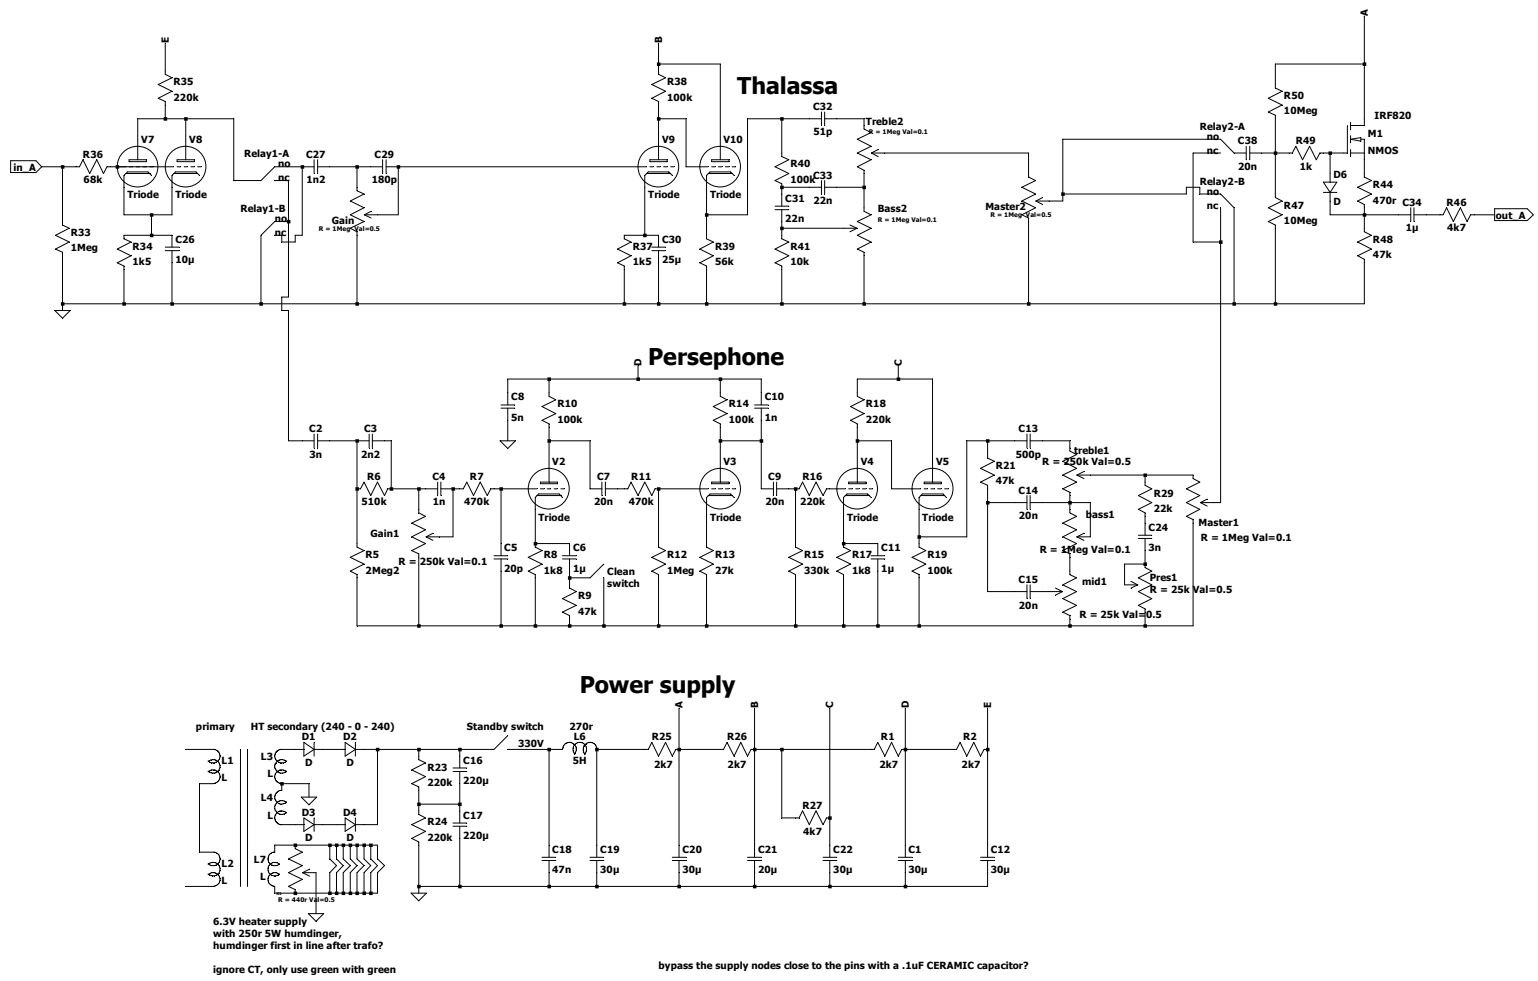 A
E
B
Thalassa
R35
220k
R38
100k
C32
51p
Treble2
R = 1Meg Val=0.1
R50
10Meg
IRF820
M1
NMOS
V7
V8
V9
V10
Relay2-A
no
nc
C38
20n
R49
1k
in_A
R36
68k
Triode
Triode
Relay1-A
no
nc
C27
1n2
C29
180p
Triode
Triode
R40
100k
C33
22n
D6
D
R44
470r
Relay2-B
no
nc
Relay1-B
no
nc
Gain
R = 1Meg Val=0.5
C31
22n
Bass2
R = 1Meg Val=0.1
Master2
R = 1Meg Val=0.5
R47
10Meg
C34
1µ
R46
4k7
out_A
R33
1Meg
R34
1k5
C26
10µ
R37
1k5
C30
25µ
R39
56k
R41
10k
R48
47k
D
Persephone
C
C8
5n
R10
100k
R14
100k
C10
1n
R18
220k
C2
3n
C3
2n2
C13
500p
treble1
R = 250k Val=0.5
R6
510k
C4
1n
R7
470k
V2
Triode
C7
20n
R11
470k
V3
Triode
C9
20n
R16
220k
V4
Triode
V5
Triode
R21
47k
C14
20n
bass1
R = 1Meg Val=0.1
R29
22k
C24
3n
Master1
R = 1Meg Val=0.1
Gain1
R = 250k Val=0.1
R5
2Meg2
C5
20p
R8
1k8
C6
1µ
Clean
switch
R9
47k
R12
1Meg
R13
27k
R15
330k
R17
1k8
C11
1µ
R19
100k
C15
20n
mid1
R = 25k Val=0.5
Pres1
R = 25k Val=0.5
Power supply
A
B
C
D
E
primary
HT secondary (240 - 0 - 240)
Standby switch
330V
270r
L6
5H
D1
D
D2
D
L1
L
L3
L
L4
L
D3
D
D4
D
R23
220k
C16
220µ
R24
220k
C17
220µ
R25
2k7
R26
2k7
R1
2k7
R2
2k7
R27
4k7
L2
L
L7
L
R = 440r Val=0.5
C18
47n
C19
30µ
C20
30µ
C21
20µ
C22
30µ
C1
30µ
C12
30µ
6.3V heater supply
with 250r 5W humdinger,
humdinger first in line after trafo?
ignore CT, only use green with green
bypass the supply nodes close to the pins with a .1uF CERAMIC capacitor?